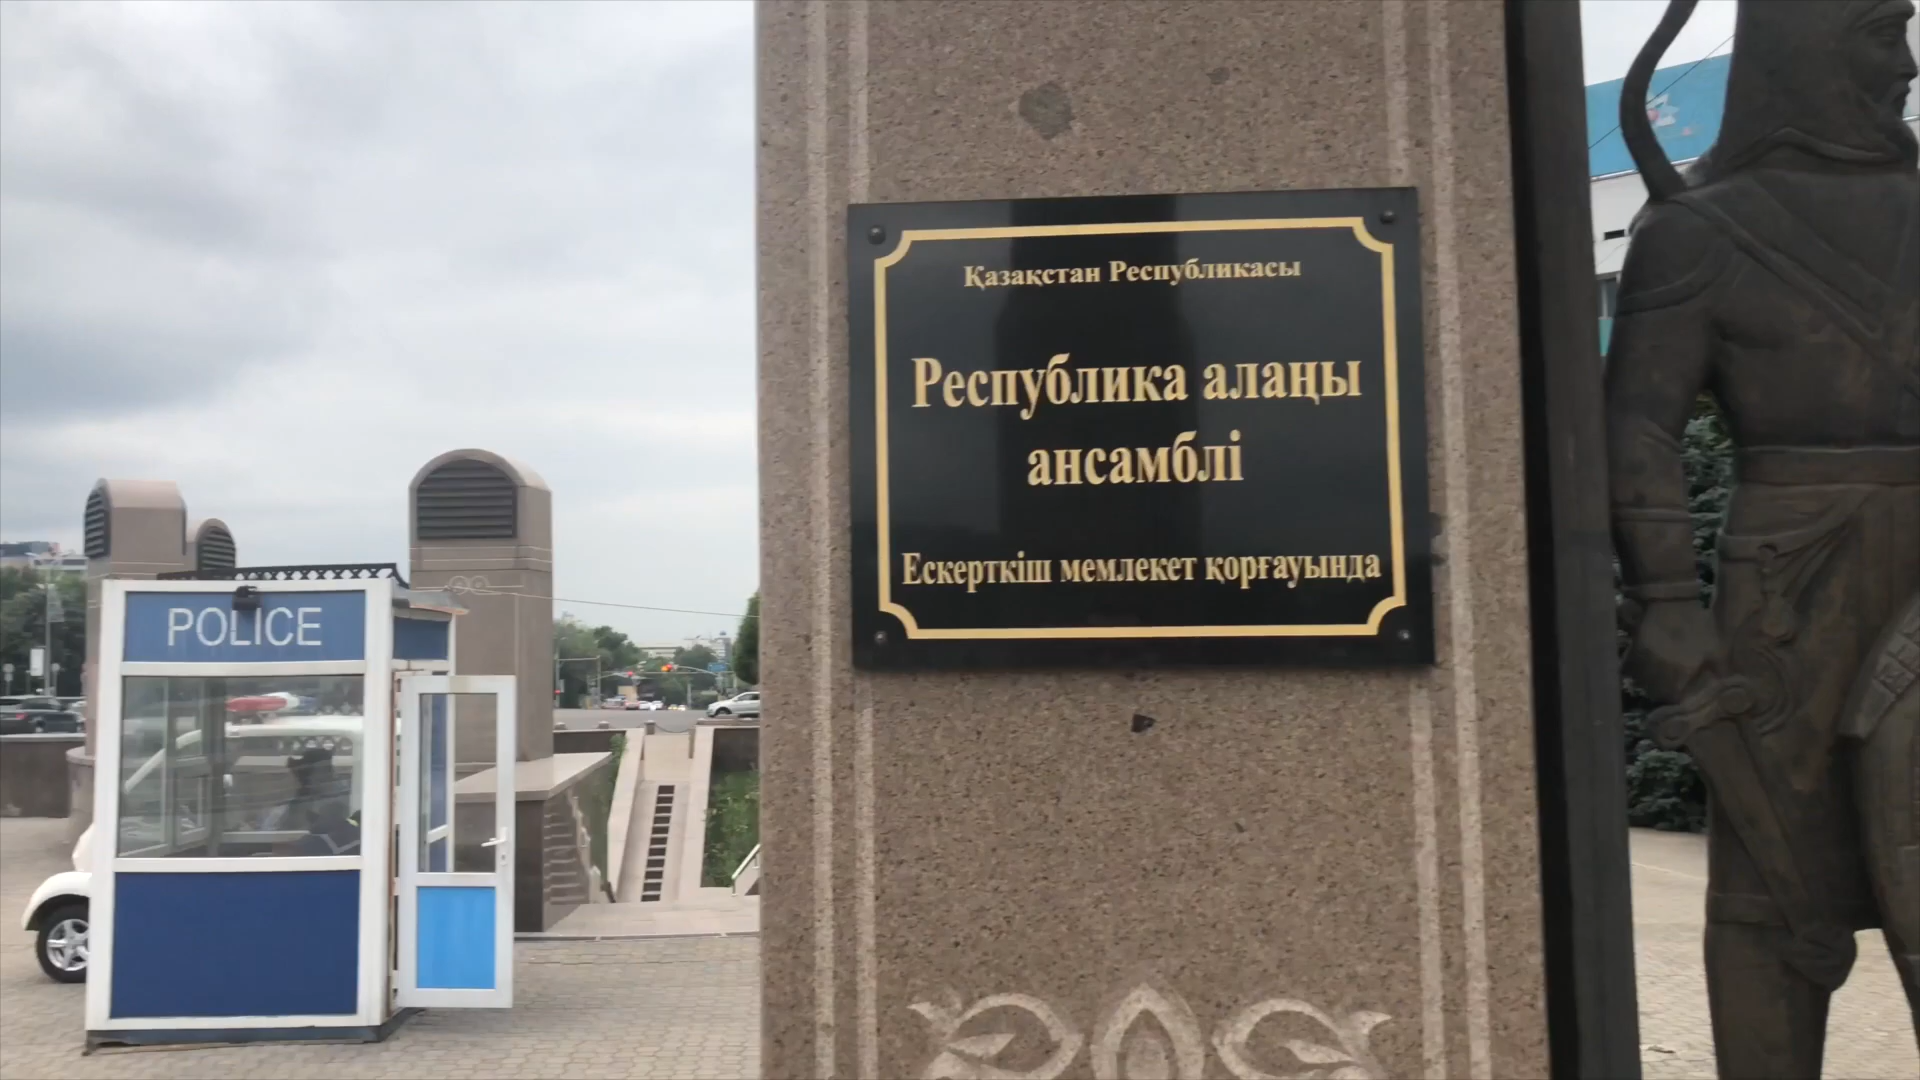 POLICE
Қазақстан Республикасы
Республика алаңы
ансамблі
Ескерткіш мемлекет қорғауында